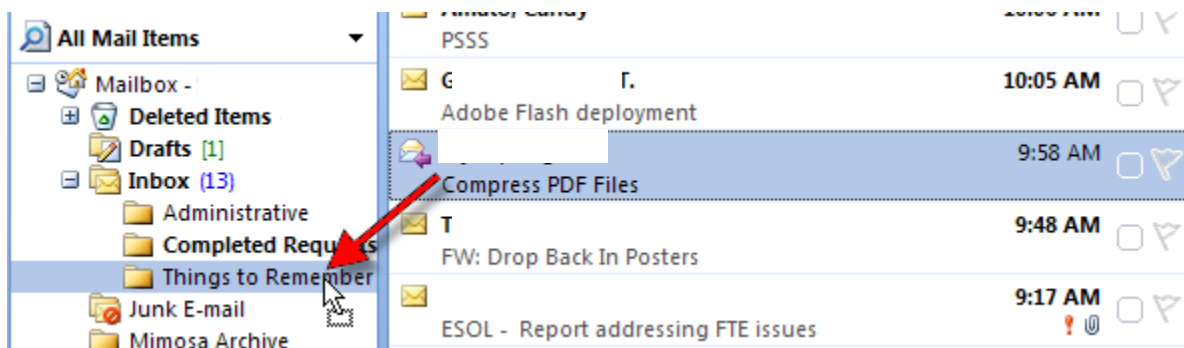 All Mail Items
Mailbox -
Deleted Items
Drafts [1]
Inbox (13)
Administrative
Completed
Things to Remember
Junk E-mail
Mimosa Archive
PSSS
G T. 10:05 AM
Adobe Flash deployment
9:58 AM
Compress PDF Files
T 9:48 AM
FW: Drop Back In Posters
9:17 AM
ESOL - Report addressing FTE issues